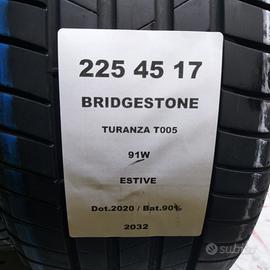 225 45 17
BRIDGESTONE
TURANZA T005
91W
ESTIVE
Dot.2020 / Bat.90%
2032
subito